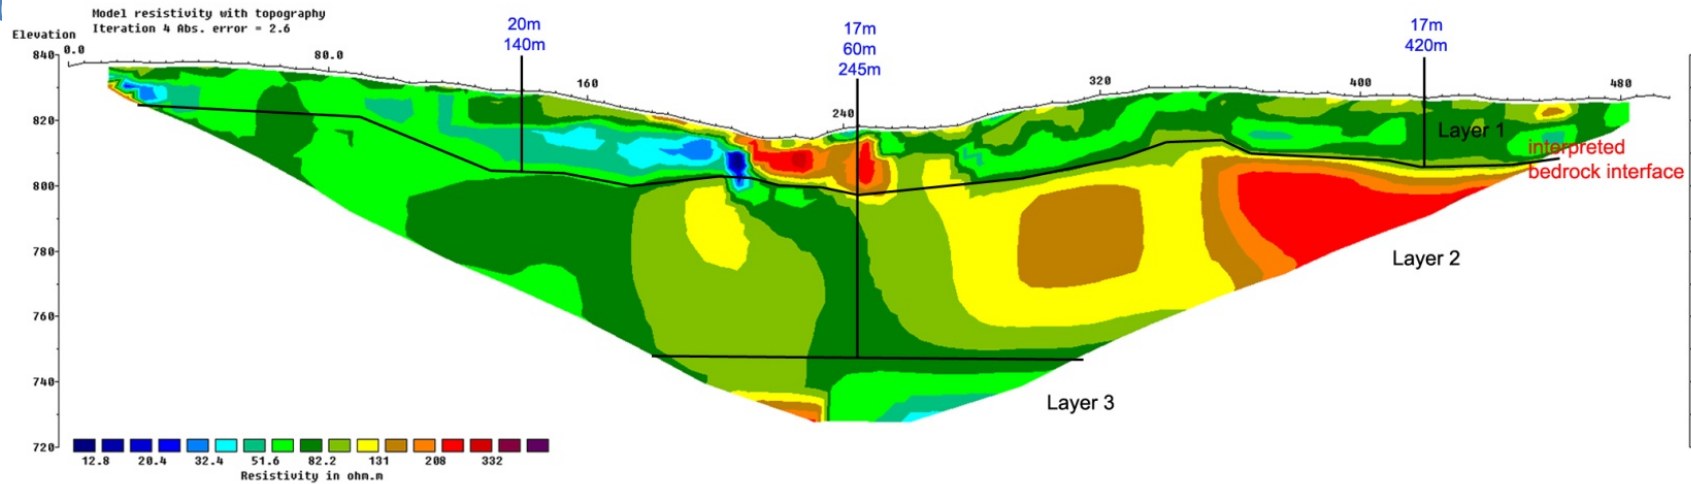 Model resistivity with topography
Iteration 4 Abs. error = 2.6
Elevation
840
0.0
80.0
160
240
320
400
480
20m
140m
17m
60m
245m
17m
420m
820
800
780
760
740
720
Layer 1
interpreted
bedrock interface
Layer 2
Layer 3
12.8 20.4 32.4 51.6 82.2 131 208 332
Resistivity in ohm.m